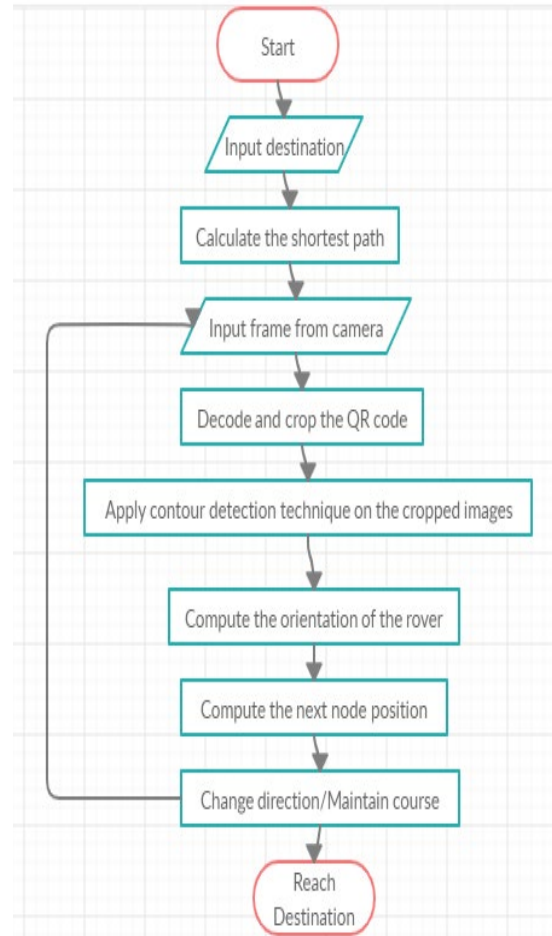 Start
Input destination
Calculate the shortest path
Input frame from camera
Decode and crop the QR code
Apply contour detection technique on the cropped images
Compute the orientation of the rover
Compute the next node position
Change direction/Maintain course
Reach
Destination